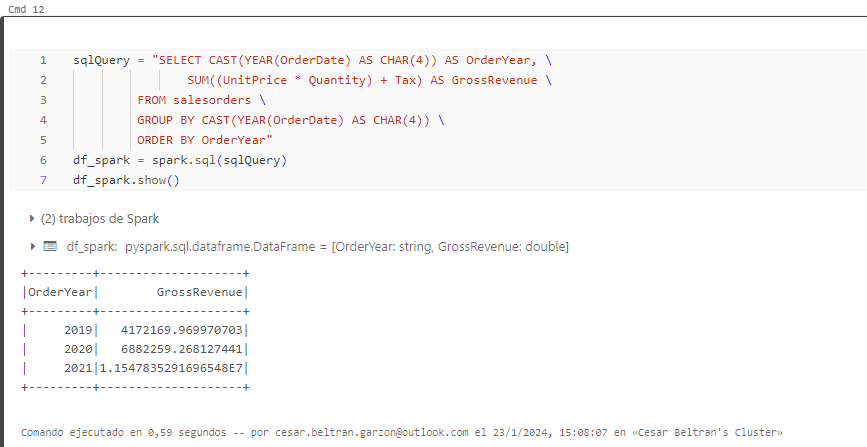 Cmd 12
1 sqlQuery = "SELECT CAST(YEAR(OrderDate) AS CHAR(4)) AS OrderYear, \
2 SUM((UnitPrice * Quantity) + Tax) AS GrossRevenue \
3 FROM salesorders \
4 GROUP BY CAST(YEAR(OrderDate) AS CHAR(4)) \
5 ORDER BY OrderYear"
6 df_spark = spark.sql(sqlQuery)
7 df_spark.show()
(2) trabajos de Spark
df_spark: pyspark.sql.dataframe.DataFrame = [OrderYear: string, GrossRevenue: double]
+---------+-------------------+
|OrderYear|       GrossRevenue|
+---------+-------------------+
|     2019|  4172169.969970703|
|     2020|  6882259.268127441|
|     2021|1.1547835291696548E7|
+---------+-------------------+
Comando ejecutado en 0,59 segundos -- por cesar.beltran.garzon@outlook.com el 23/1/2024, 15:08:07 en «Cesar Beltran's Cluster»